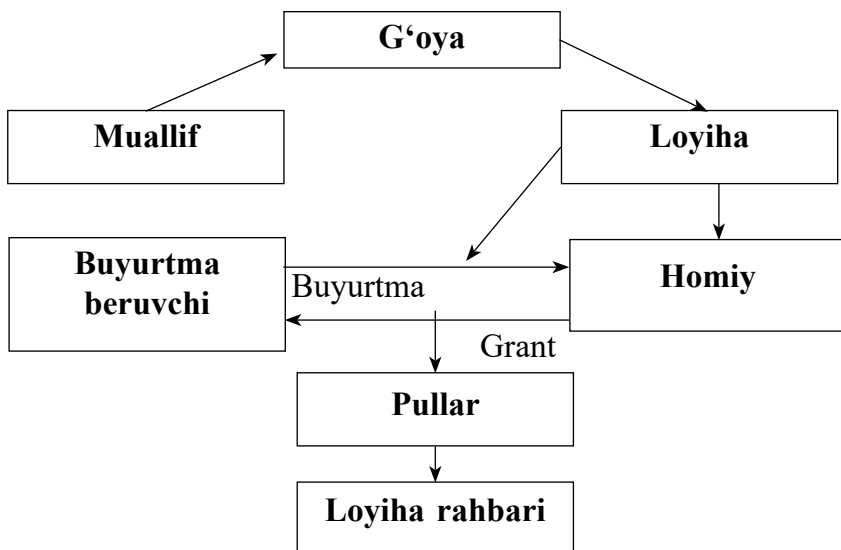 G‘oya
Muallif
Loyiha
Buyurtma
beruvchi
Buyurtma
Homiy
Grant
Pullar
Loyiha rahbari